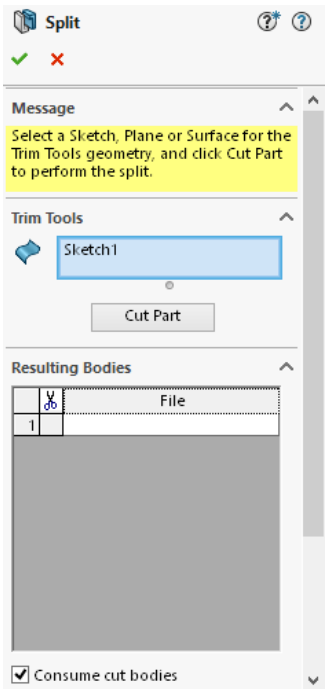 Split
Message
Select a Sketch, Plane or Surface for the
Trim Tools geometry, and click Cut Part
to perform the split.
Trim Tools
Sketch1
Cut Part
Resulting Bodies
File
1
Consume cut bodies